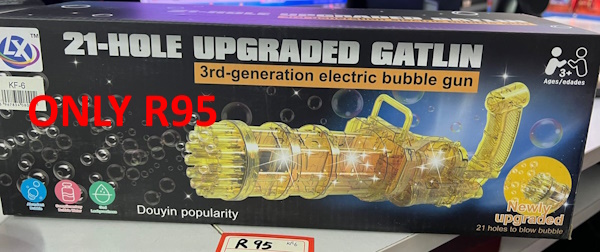 LX TM
21-HOLE UPGRADED GATLIN
3rd-generation electric bubble gun
3+
Ages/edades
KF-6
ONLY R95
Douyin popularity
Newly
upgraded
21 holes to blow bubble
R 95